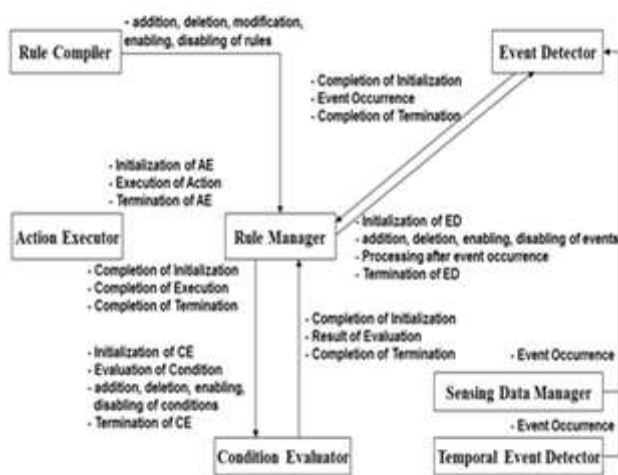 - addition, deletion, modification,
enabling, disabling of rules
Rule Compiler
Event Detector
- Completion of Initialization
- Event Occurrence
- Completion of Termination
- Initialization of AE
- Execution of Action
- Termination of AE
Action Executor
Rule Manager
- Initialization of ED
- addition, deletion, enabling, disabling of events
- Processing after event occurrence
- Termination of ED
- Completion of Initialization
- Completion of Execution
- Completion of Termination
- Completion of Initialization
- Result of Evaluation
- Completion of Termination
- Initialization of CE
- Evaluation of Condition
- addition, deletion, enabling,
disabling of conditions
- Termination of CE
- Event Occurrence
Sensing Data Manager
- Event Occurrence
Condition Evaluator
Temporal Event Detector